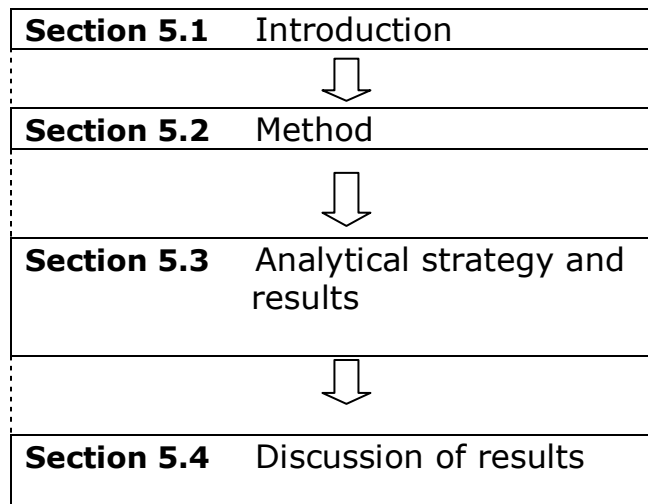 Section 5.1 Introduction
Section 5.2 Method
Section 5.3 Analytical strategy and
results
Section 5.4 Discussion of results